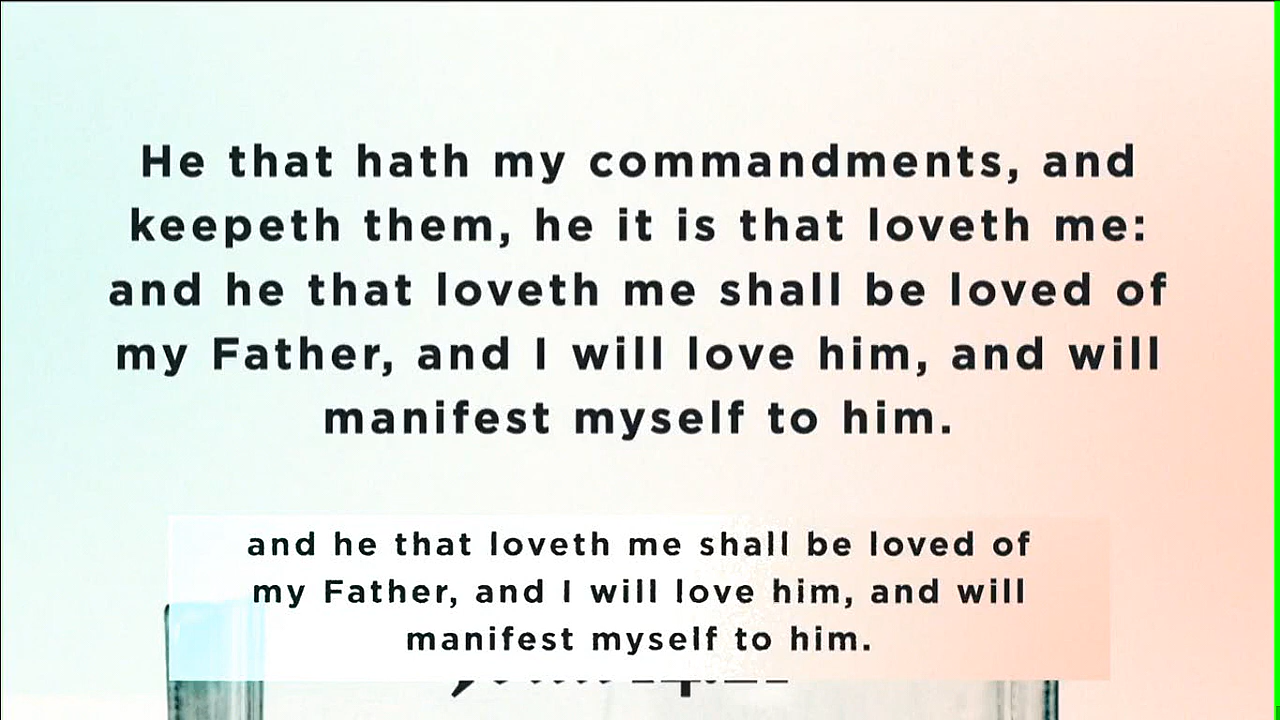 He that hath my commandments, and
keepeth them, he it is that loveth me:
and he that loveth me shall be loved of
my Father, and I will love him, and will
manifest myself to him.
and he that loveth me shall be loved of
my Father, and I will love him, and will
manifest myself to him.